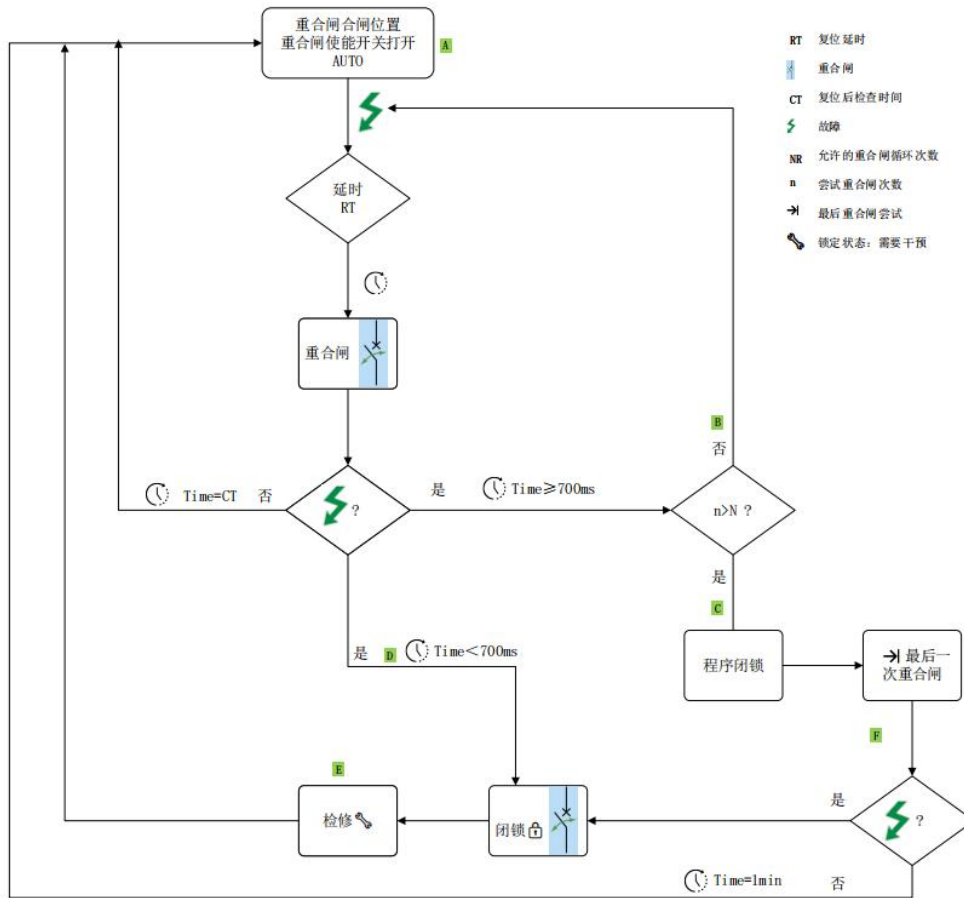 重合闸合闸位置
重合闸使能开关打开
AUTO
A
RT 复位延时
重合闸
CT 复位后检查时间
故障
NR 允许的重合闸循环次数
n 尝试重合闸次数
最后重合闸尝试
锁定状态：需要干预
延时
RT
重合闸
B
否
Time=CT 否
?
是 Time≥700ms
n>N ?
是
C
是 D Time<700ms
程序闭锁
最后一
次重合闸
F
E
检修
闭锁
是
?
Time=1min 否